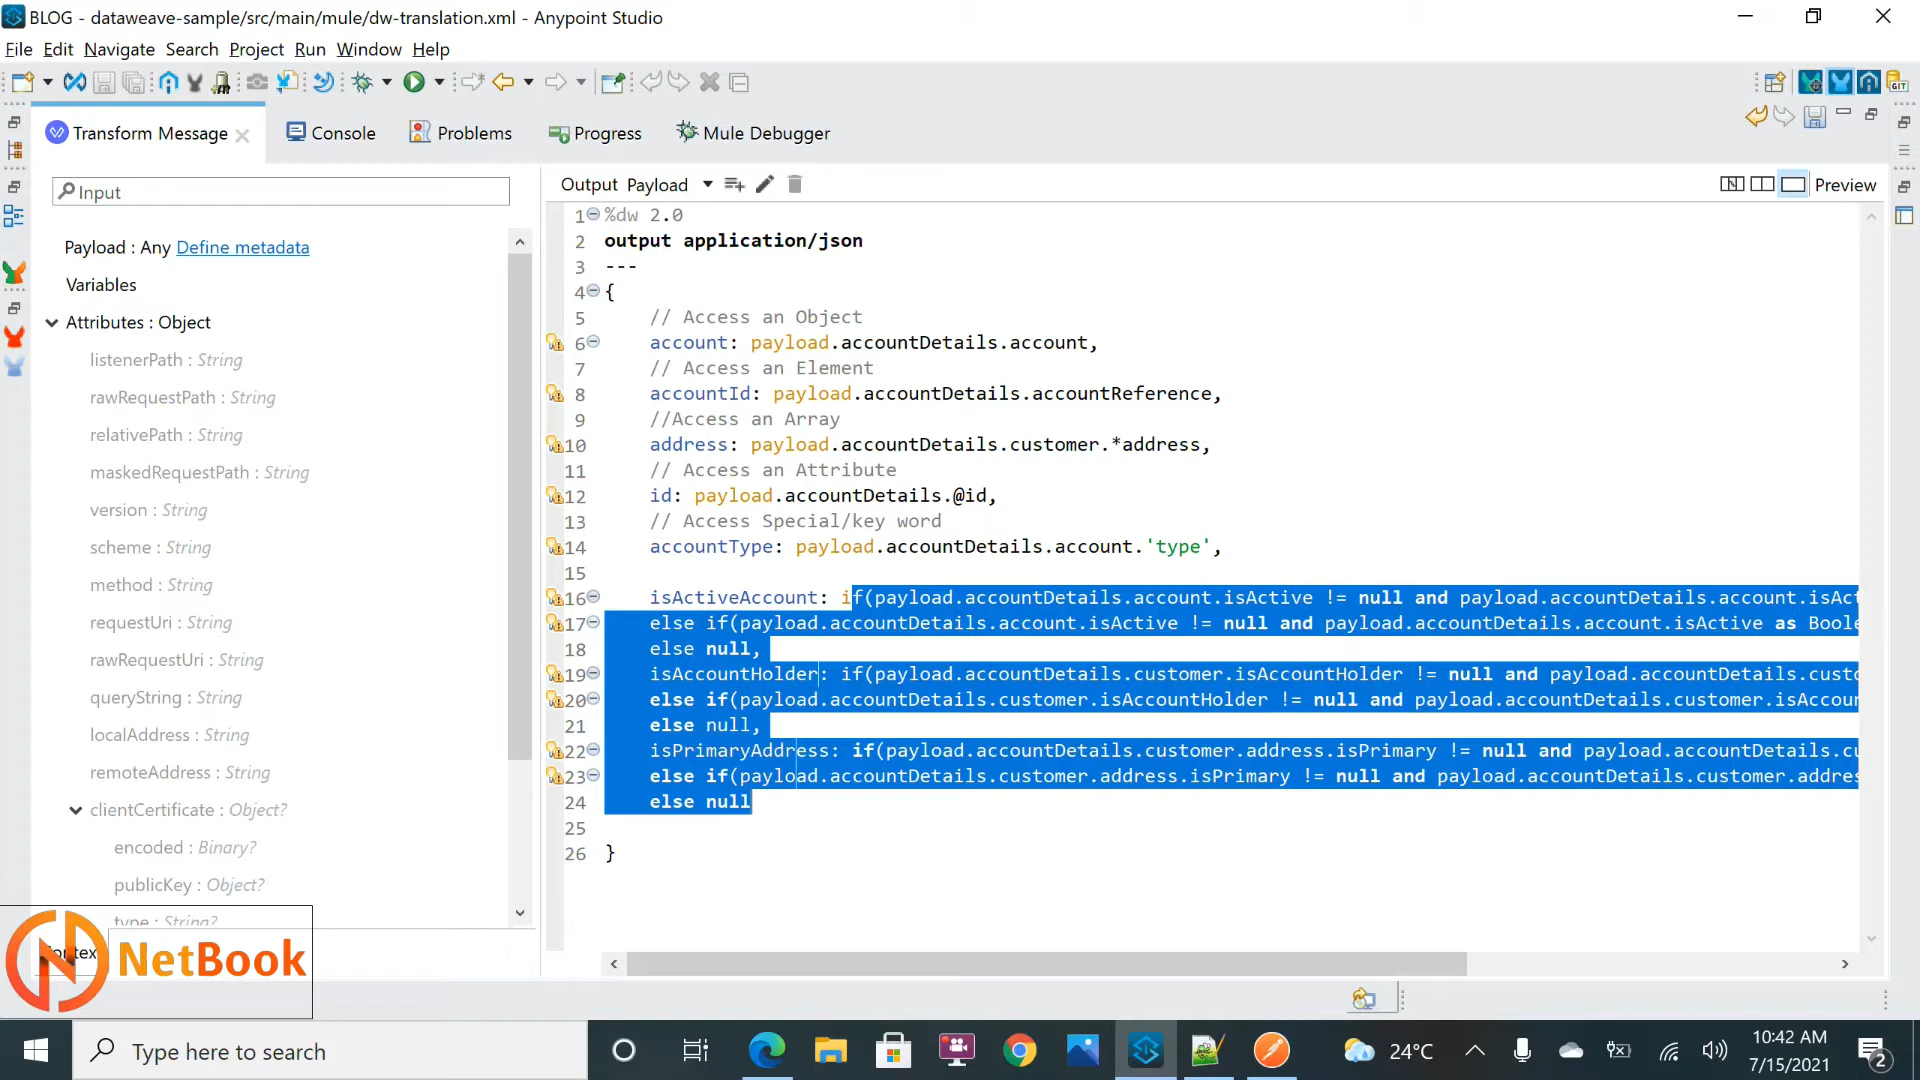 BLOG - dataweave-sample/src/main/mule/dw-translation.xml - Anypoint Studio
File Edit Navigate Search Project Run Window Help
Transform Message
Console
Problems
Progress
Mule Debugger
Input
Payload : Any Define metadata
Variables
Attributes : Object
listenerPath : String
rawRequestPath : String
relativePath : String
maskedRequestPath : String
version : String
scheme : String
method : String
requestUri : String
rawRequestUri : String
queryString : String
localAddress : String
remoteAddress : String
clientCertificate : Object?
encoded : Binary?
publicKey : Object?
type : String?
NetBook
Output Payload
Preview
1 %dw 2.0
2 output application/json
3 ---
4 {
5 // Access an Object
6 account: payload.accountDetails.account,
7 // Access an Element
8 accountId: payload.accountDetails.accountReference,
9 //Access an Array
10 address: payload.accountDetails.customer.*address,
11 // Access an Attribute
12 id: payload.accountDetails.@id,
13 // Access Special/key word
14 accountType: payload.accountDetails.account.'type',
15
16 isActiveAccount: if(payload.accountDetails.account.isActive != null and payload.accountDetails.account.isAct
17 else if(payload.accountDetails.account.isActive != null and payload.accountDetails.account.isActive as Boole
18 else null,
19 isAccountHolder: if(payload.accountDetails.customer.isAccountHolder != null and payload.accountDetails.custo
20 else if(payload.accountDetails.customer.isAccountHolder != null and payload.accountDetails.customer.isAccoun
21 else null,
22 isPrimaryAddress: if(payload.accountDetails.customer.address.isPrimary != null and payload.accountDetails.cu
23 else if(payload.accountDetails.customer.address.isPrimary != null and payload.accountDetails.customer.addres
24 else null
25
26 }
GIT
Type here to search
24°C
10:42 AM
7/15/2021
2